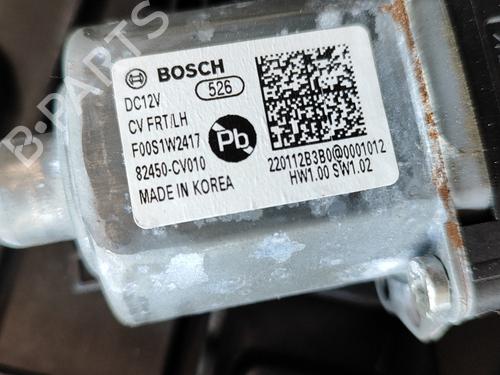 BOSCH
526
DC12V
CV FRT/LH
F00S1W2417
82450-CV010
MADE IN KOREA
Pb
220112B3B0@0001012
HW1.00 SW1.02
B-PARTS